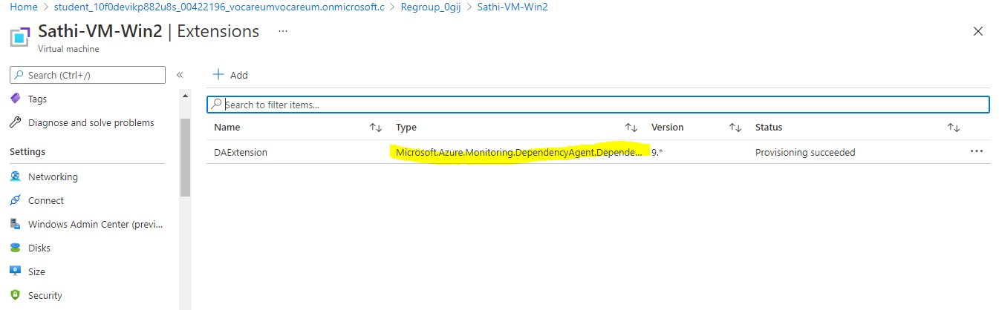 Home > student_10f0devikp882u8s_00422196_vocareumvocareum.onmicrosoft.c > Regroup_0gij > Sathi-VM-Win2
Sathi-VM-Win2 | Extensions ...
Virtual machine
Search (Ctrl+/)
Tags
Diagnose and solve problems
Settings
Networking
Connect
Windows Admin Center (previ...
Disks
Size
Security
Add
Search to filter items...
Name Type Version Status
DAExtension Microsoft.Azure.Monitoring.DependencyAgent.Depende... 9.* Provisioning succeeded ...